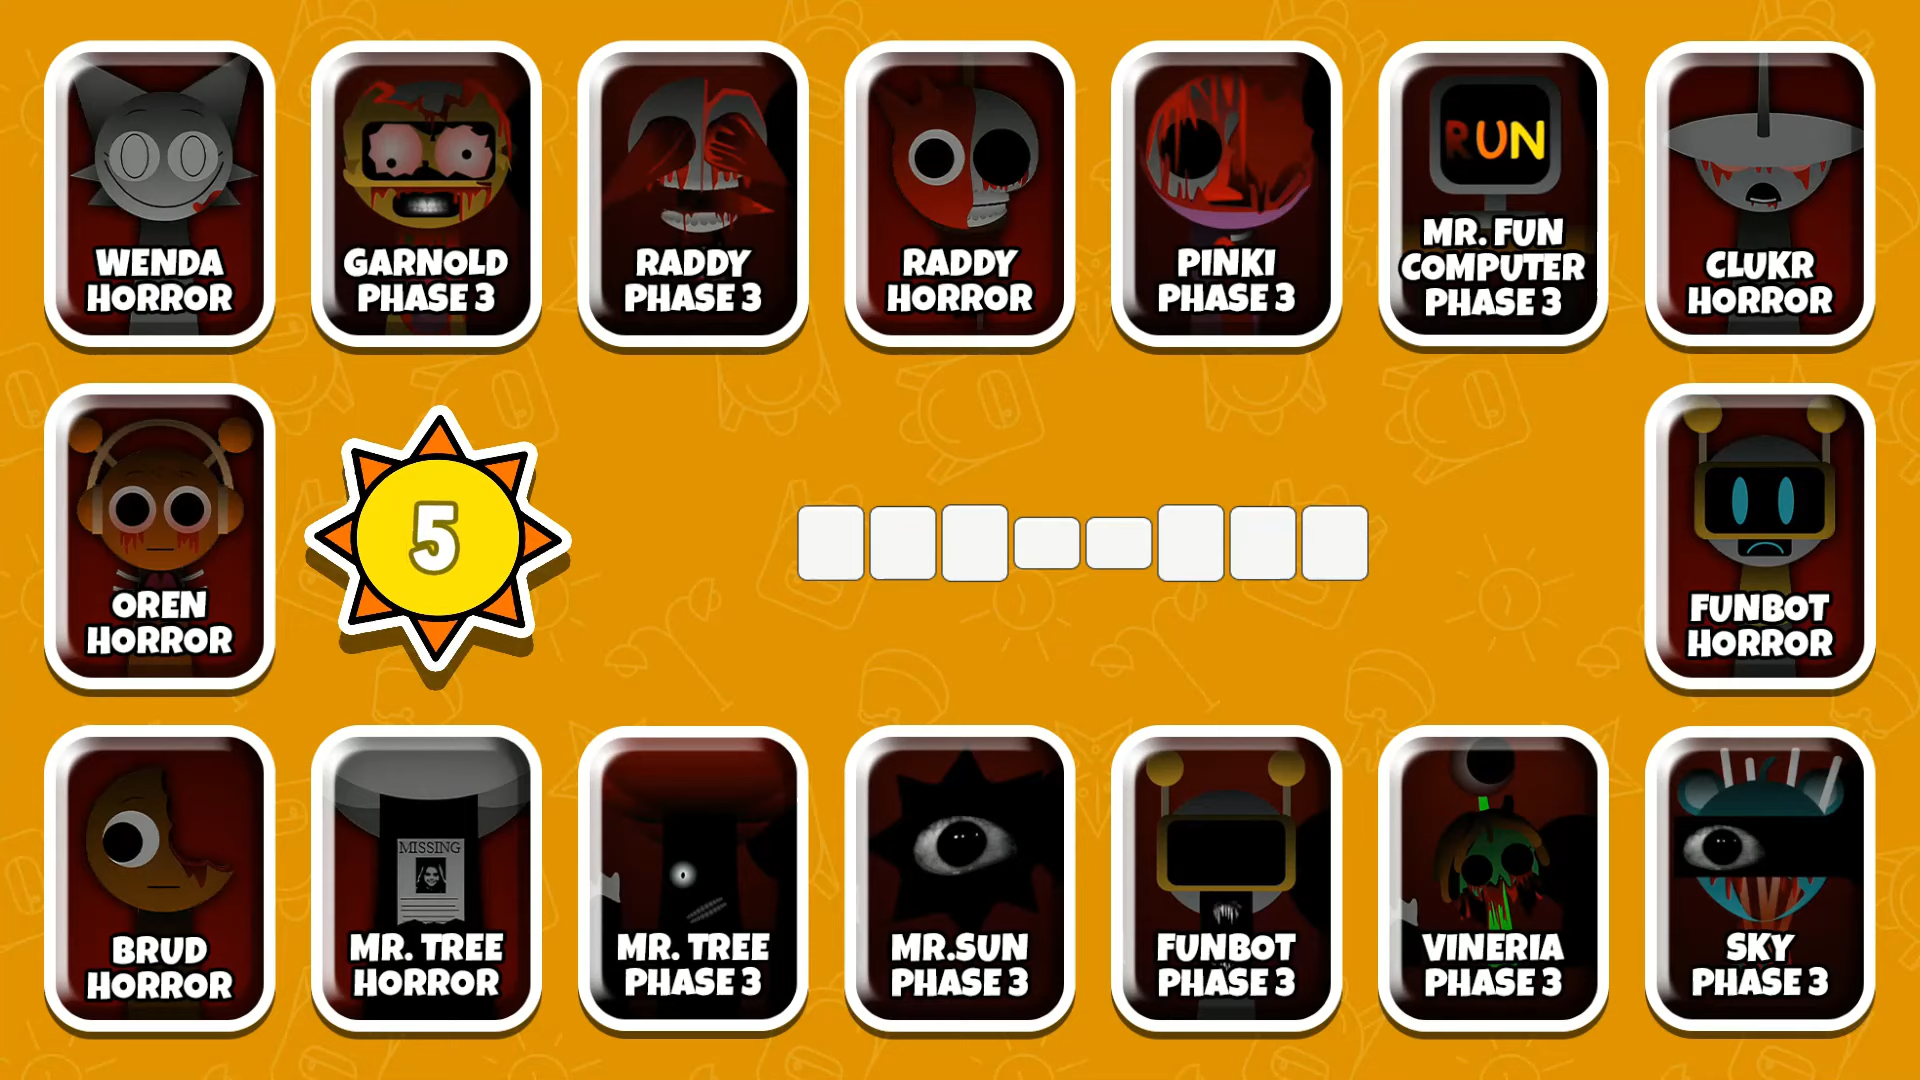 WENDA
HORROR
GARNOLD
PHASE 3
RADDY
PHASE 3
RADDY
HORROR
PINKI
PHASE 3
RUN
MR. FUN
COMPUTER
PHASE 3
CLUKR
HORROR
OREN
HORROR
5
FUNBOT
HORROR
BRUD
HORROR
MISSING
MR. TREE
HORROR
MR. TREE
PHASE 3
MR.SUN
PHASE 3
FUNBOT
PHASE 3
VINERIA
PHASE 3
SKY
PHASE 3